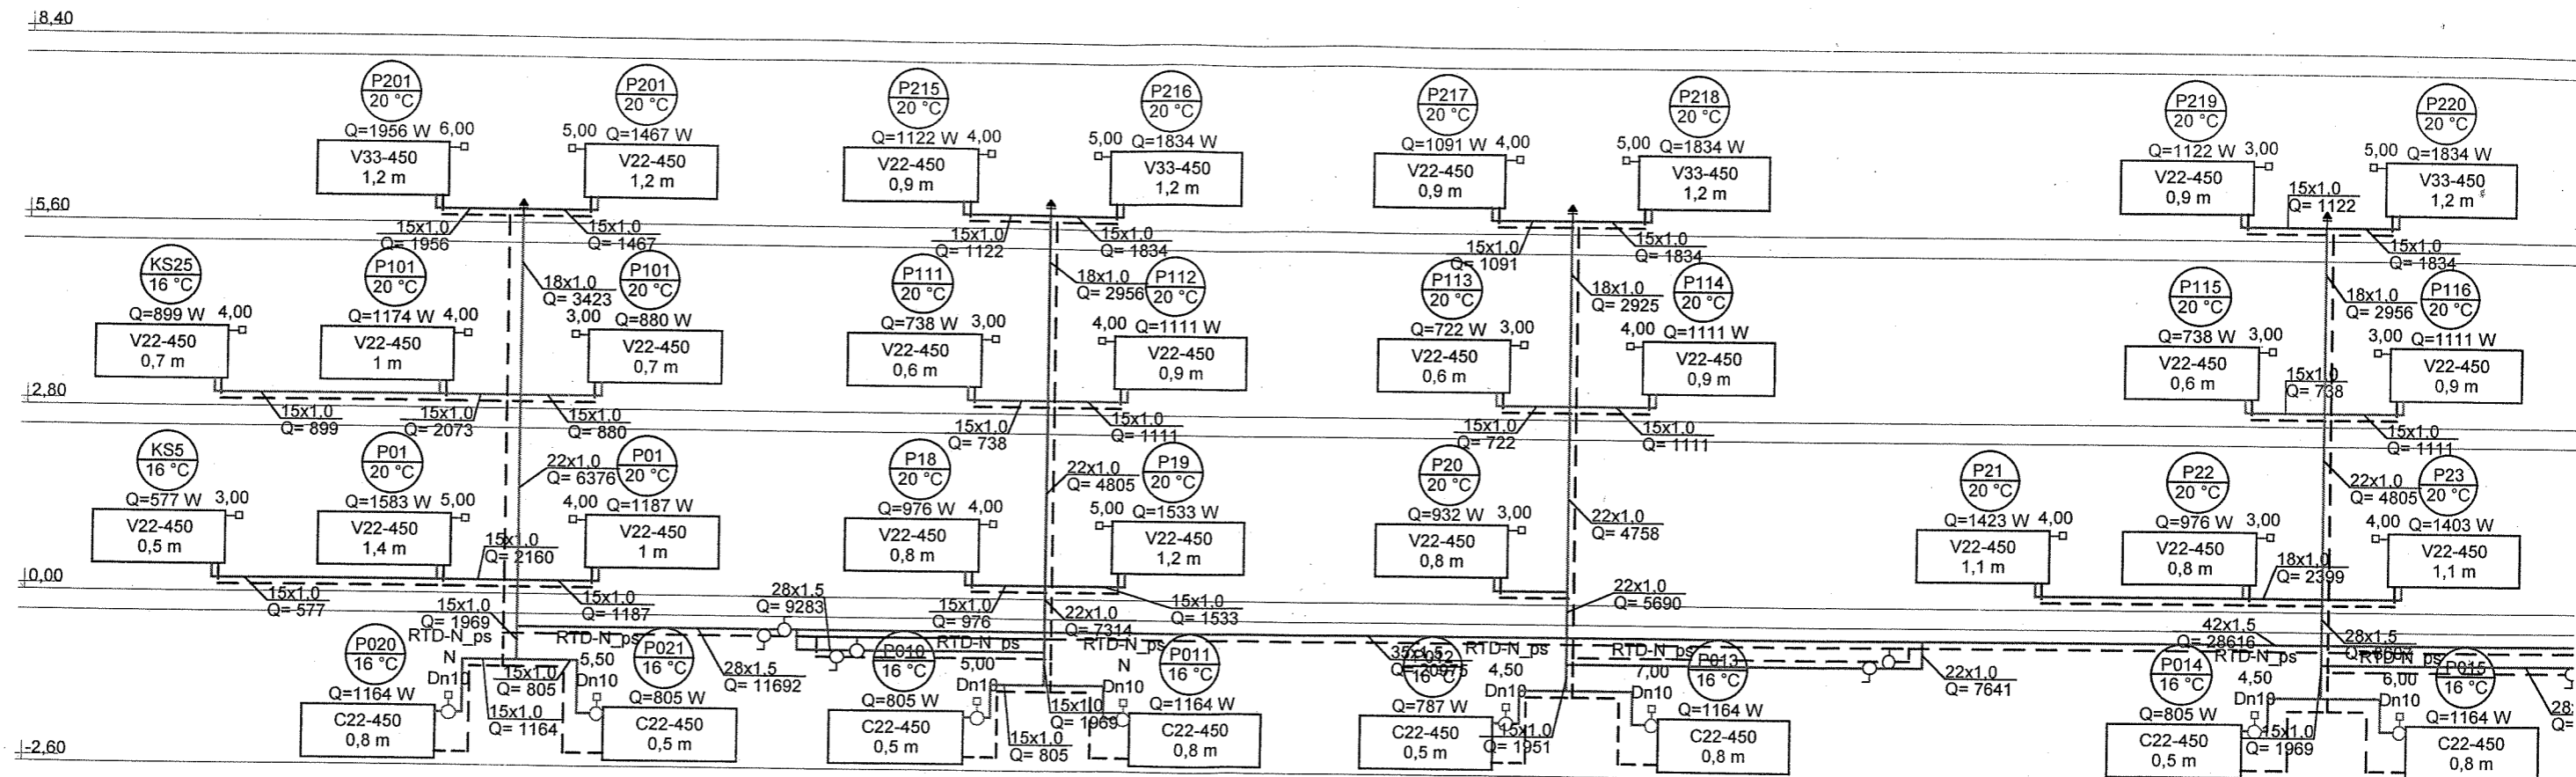 8,40
P201
20 °C
Q=1956 W 6,00
V33-450
1,2 m
P201
20 °C
5,00 Q=1467 W
V22-450
1,2 m
P215
20 °C
Q=1122 W 4,00
V22-450
0,9 m
P216
20 °C
5,00 Q=1834 W
V33-450
1,2 m
P217
20 °C
Q=1091 W 4,00
V22-450
0,9 m
P218
20 °C
5,00 Q=1834 W
V33-450
1,2 m
P219
20 °C
Q=1122 W 3,00
V22-450
0,9 m
P220
20 °C
5,00 Q=1834 W
V33-450
1,2 m
5,60
15x1.0
Q= 1956
15x1.0
Q= 1467
15x1.0
Q= 1122
15x1.0
Q= 1834
15x1.0
Q= 1091
15x1.0
Q= 1834
15x1.0
Q= 1122
15x1.0
Q= 1834
18x1.0
Q= 3423
18x1.0
Q= 2956
18x1.0
Q= 2925
18x1.0
Q= 2956
KS25
16 °C
Q=899 W 4,00
V22-450
0,7 m
P101
20 °C
Q=1174 W 4,00
V22-450
1 m
P101
20 °C
3,00 Q=880 W
V22-450
0,7 m
P111
20 °C
Q=738 W 3,00
V22-450
0,6 m
P112
20 °C
4,00 Q=1111 W
V22-450
0,9 m
P113
20 °C
Q=722 W 3,00
V22-450
0,6 m
P114
20 °C
4,00 Q=1111 W
V22-450
0,9 m
P115
20 °C
Q=738 W 3,00
V22-450
0,6 m
P116
20 °C
3,00 Q=1111 W
V22-450
0,9 m
2,80
15x1.0
Q= 899
15x1.0
Q= 2073
15x1.0
Q= 880
15x1.0
Q= 738
15x1.0
Q= 1111
15x1.0
Q= 722
15x1.0
Q= 1111
15x1.0
Q= 738
15x1.0
Q= 1111
22x1.0
Q= 6376
22x1.0
Q= 4805
22x1.0
Q= 4758
22x1.0
Q= 4805
KS5
16 °C
Q=577 W 3,00
V22-450
0,5 m
P01
20 °C
Q=1583 W 5,00
V22-450
1,4 m
P01
20 °C
4,00 Q=1187 W
V22-450
1 m
P18
20 °C
Q=976 W 4,00
V22-450
0,8 m
P19
20 °C
5,00 Q=1533 W
V22-450
1,2 m
P20
20 °C
Q=932 W 3,00
V22-450
0,8 m
P21
20 °C
Q=1423 W 4,00
V22-450
1,1 m
P22
20 °C
Q=976 W 3,00
V22-450
0,8 m
P23
20 °C
4,00 Q=1403 W
V22-450
1,1 m
0,00
15x1.0
Q= 577
15x1.0
Q= 2160
15x1.0
Q= 1187
15x1.0
Q= 1969
28x1.5
Q= 9283
15x1.0
Q= 976
22x1.0
Q= 7314
15x1.0
Q= 1533
22x1.0
Q= 5690
18x1.0
Q= 2399
42x1.5
Q= 28616
28x1.5
RTD-N_ps
N
Dn10
P020
16 °C
Q=1164 W
C22-450
0,8 m
15x1.0
Q= 805
15x1.0
Q= 1164
RTD-N_ps
5,50
Dn10
P021
16 °C
Q=805 W
C22-450
0,5 m
28x1.5
Q= 11692
P010
16 °C
Q=805 W
C22-450
0,5 m
RTD-N_ps
5,00
Dn10
15x1.0
Q= 805
15x1.0
Q= 1969
RTD-N_ps
N
Dn10
P011
16 °C
Q=1164 W
C22-450
0,8 m
35x1.5
Q= 20975
P012
16 °C
Q=787 W
C22-450
0,5 m
RTD-N_ps
4,50
Dn10
15x1.0
Q= 1951
RTD-N_ps
7,00
Dn10
P013
16 °C
Q=1164 W
C22-450
0,8 m
22x1.0
Q= 7641
P014
16 °C
Q=805 W
C22-450
0,5 m
RTD-N_ps
4,50
Dn10
15x1.0
Q= 1969
RTD-N_ps
6,00
Dn10
P015
16 °C
Q=1164 W
C22-450
0,8 m
28
Q=
-2,60